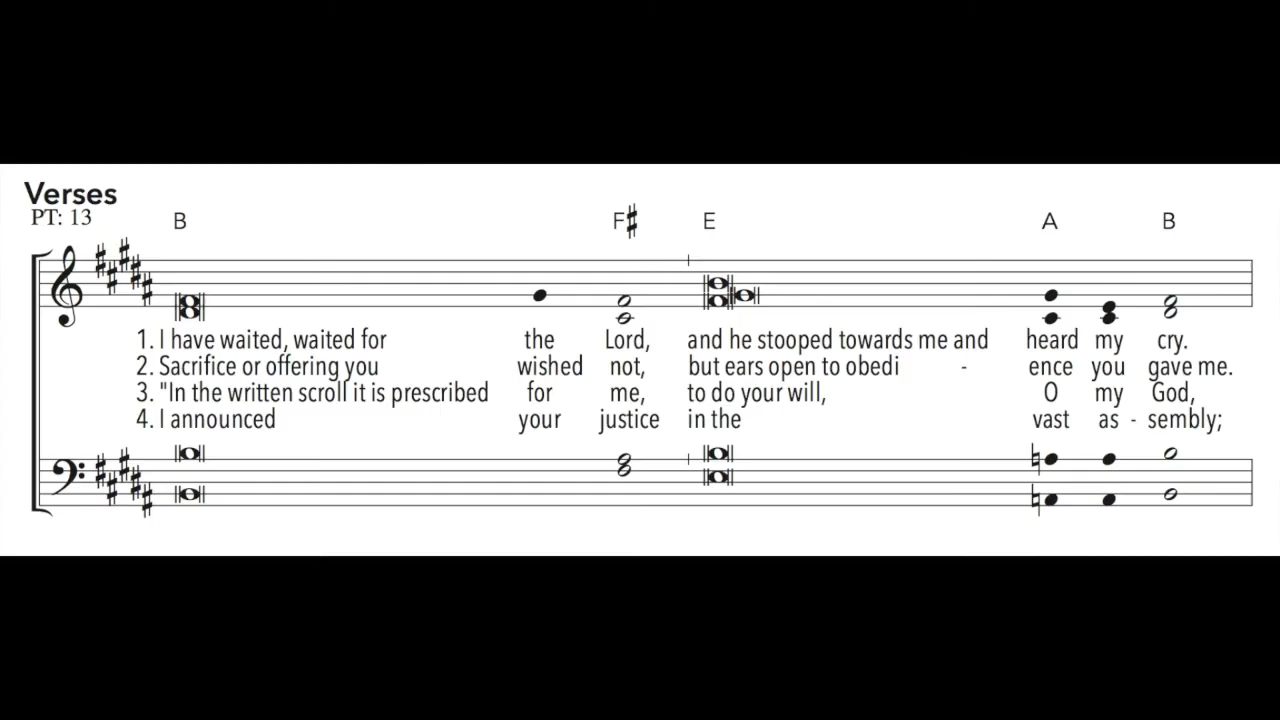 Verses
PT: 13
B F♯ E A B
1. I have waited, waited for the Lord, and he stooped towards me and heard my cry.
2. Sacrifice or offering you wished not, but ears open to obedi - ence you gave me.
3. "In the written scroll it is prescribed for me, to do your will, O my God,
4. I announced your justice in the vast as - sembly;